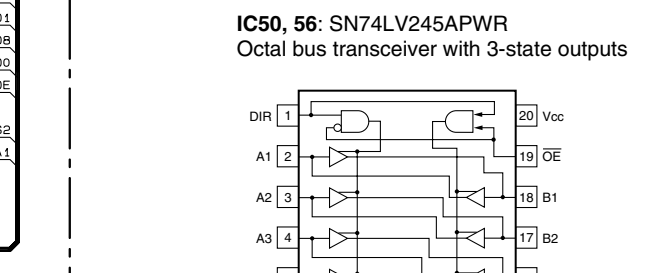 IC50, 56: SN74LV245APWR
Octal bus transceiver with 3-state outputs
DIR 1 20 Vcc
A1 2 19 OE
A2 3 18 B1
A3 4 17 B2